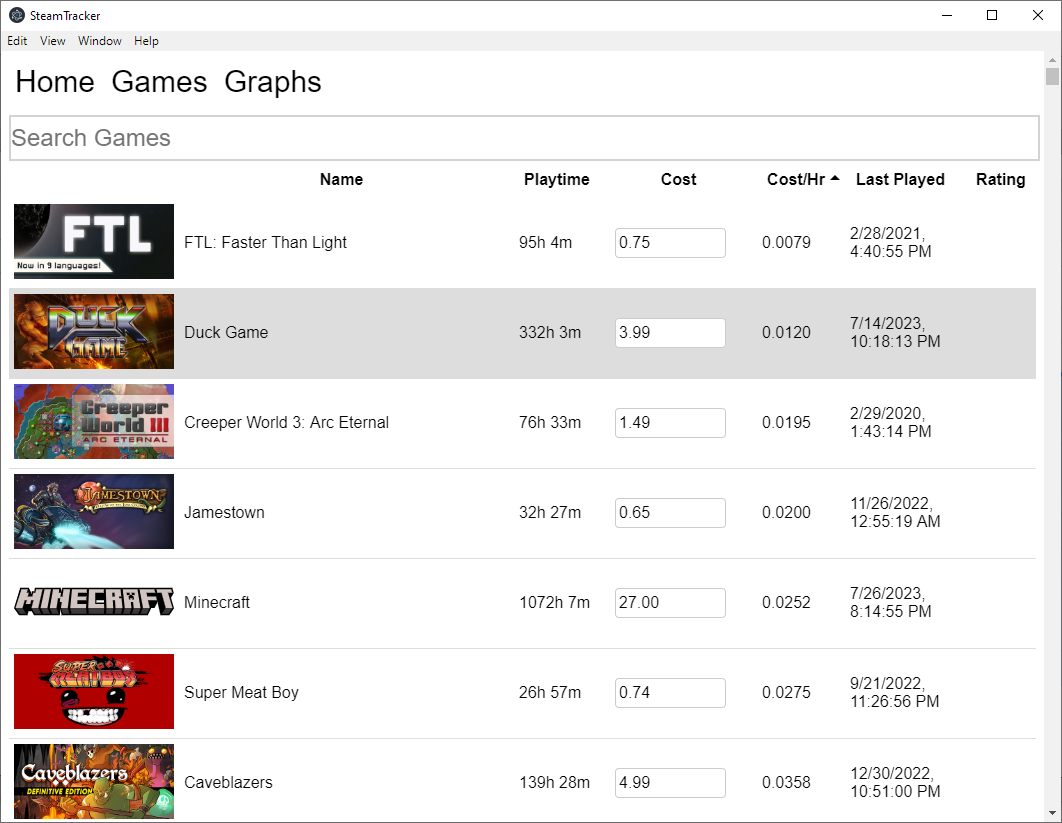 SteamTracker
Edit View Window Help
Home Games Graphs
Search Games
Name Playtime Cost Cost/Hr Last Played Rating
FTL
Now in 9 languages!
FTL: Faster Than Light 95h 4m 0.75 0.0079 2/28/2021,
4:40:55 PM
DUCK
GAME
Duck Game 332h 3m 3.99 0.0120 7/14/2023,
10:18:13 PM
Creeper
World III
ARC ETERNAL
Creeper World 3: Arc Eternal 76h 33m 1.49 0.0195 2/29/2020,
1:43:14 PM
JAMESTOWN
Jamestown 32h 27m 0.65 0.0200 11/26/2022,
12:55:19 AM
MINECRAFT
Minecraft 1072h 7m 27.00 0.0252 7/26/2023,
8:14:55 PM
SUPER
MEATBOY
Super Meat Boy 26h 57m 0.74 0.0275 9/21/2022,
11:26:56 PM
Caveblazers
DEFINITIVE EDITION
Caveblazers 139h 28m 4.99 0.0358 12/30/2022,
10:51:00 PM